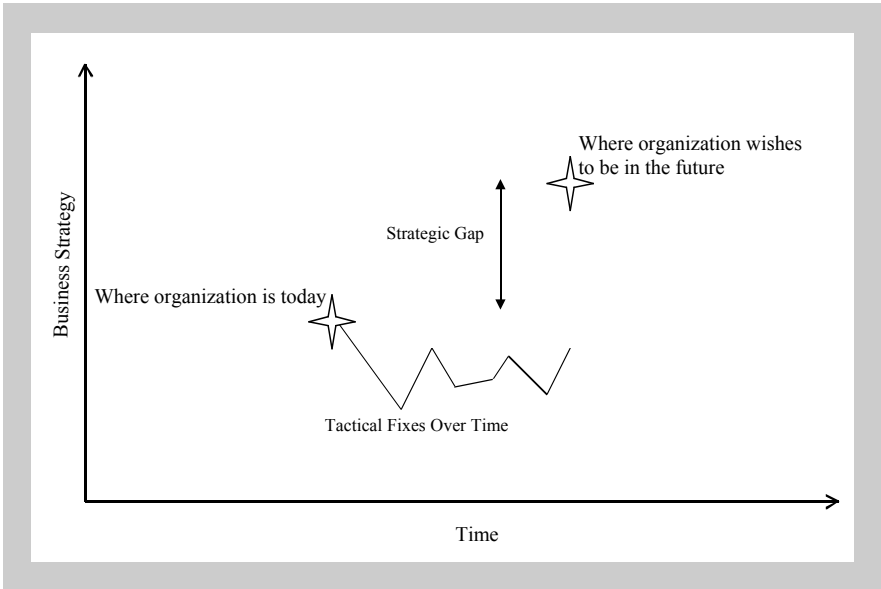 Where organization wishes
to be in the future
Strategic Gap
Business Strategy
Where organization is today
Tactical Fixes Over Time
Time